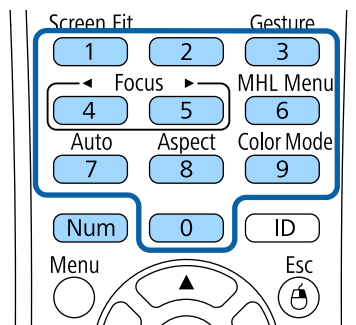 Screen Fit Gesture
1 2 3
Focus MHL Menu
4 5 6
Auto Aspect Color Mode
7 8 9
Num 0 ID
Menu Esc